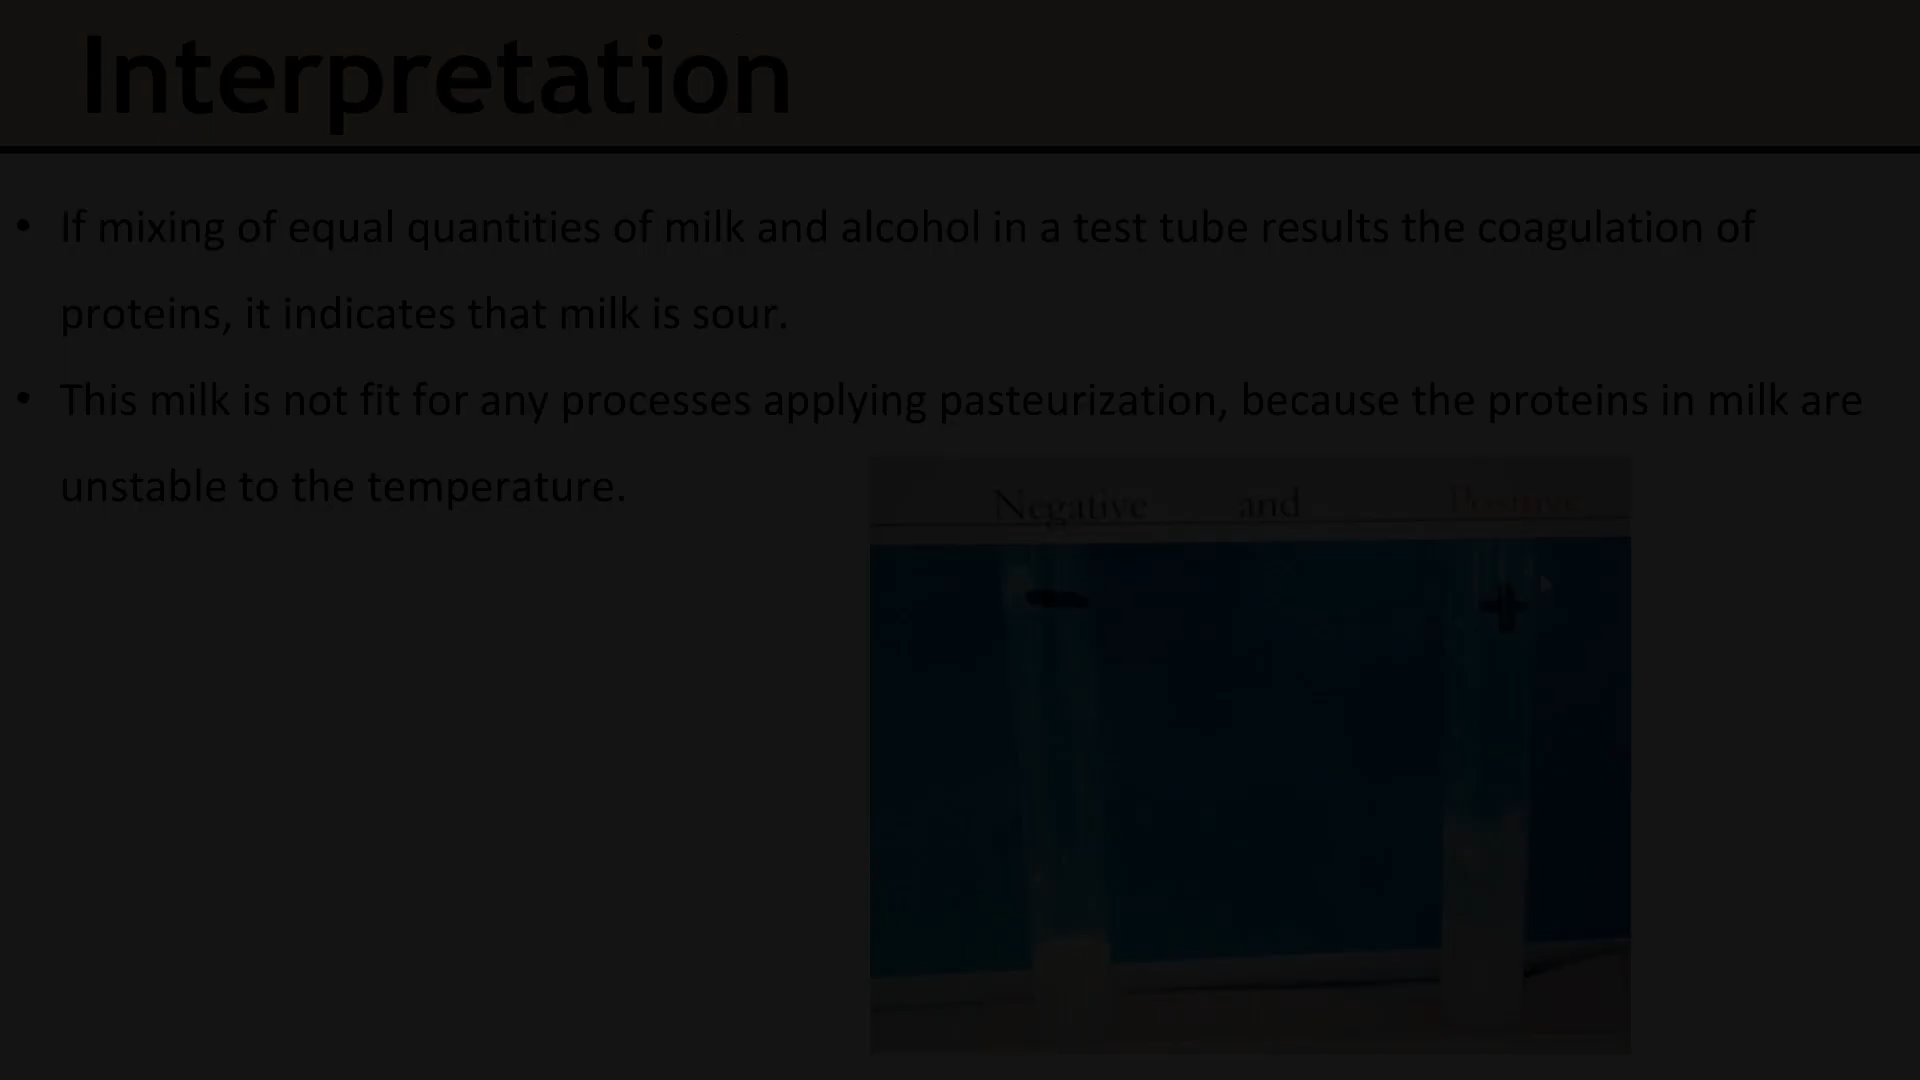 Interpretation
• If mixing of equal quantities of milk and alcohol in a test tube results the coagulation of
proteins, it indicates that milk is sour.
• This milk is not fit for any processes applying pasteurization, because the proteins in milk are
unstable to the temperature.
Negative and Positive
- +